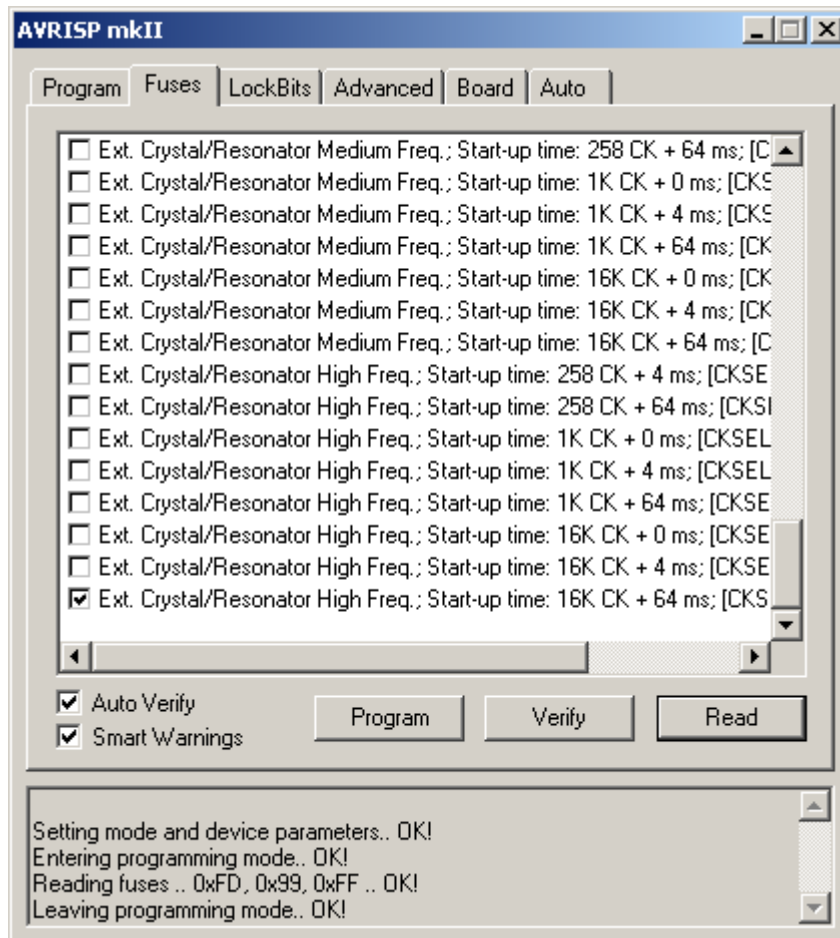 AVRISP mkII
Program Fuses LockBits Advanced Board Auto
Ext. Crystal/Resonator Medium Freq.; Start-up time: 258 CK + 64 ms; [C
Ext. Crystal/Resonator Medium Freq.; Start-up time: 1K CK + 0 ms; [CKS
Ext. Crystal/Resonator Medium Freq.; Start-up time: 1K CK + 4 ms; [CKS
Ext. Crystal/Resonator Medium Freq.; Start-up time: 1K CK + 64 ms; [CK
Ext. Crystal/Resonator Medium Freq.; Start-up time: 16K CK + 0 ms; [CK
Ext. Crystal/Resonator Medium Freq.; Start-up time: 16K CK + 4 ms; [CK
Ext. Crystal/Resonator Medium Freq.; Start-up time: 16K CK + 64 ms; [C
Ext. Crystal/Resonator High Freq.; Start-up time: 258 CK + 4 ms; [CKSE
Ext. Crystal/Resonator High Freq.; Start-up time: 258 CK + 64 ms; [CKSI
Ext. Crystal/Resonator High Freq.; Start-up time: 1K CK + 0 ms; [CKSEL
Ext. Crystal/Resonator High Freq.; Start-up time: 1K CK + 4 ms; [CKSEL
Ext. Crystal/Resonator High Freq.; Start-up time: 1K CK + 64 ms; [CKSE
Ext. Crystal/Resonator High Freq.; Start-up time: 16K CK + 0 ms; [CKSE
Ext. Crystal/Resonator High Freq.; Start-up time: 16K CK + 4 ms; [CKSE
Ext. Crystal/Resonator High Freq.; Start-up time: 16K CK + 64 ms; [CKS
Auto Verify
Smart Warnings
Program Verify Read
Setting mode and device parameters.. OK!
Entering programming mode.. OK!
Reading fuses .. 0xFD, 0x99, 0xFF .. OK!
Leaving programming mode.. OK!